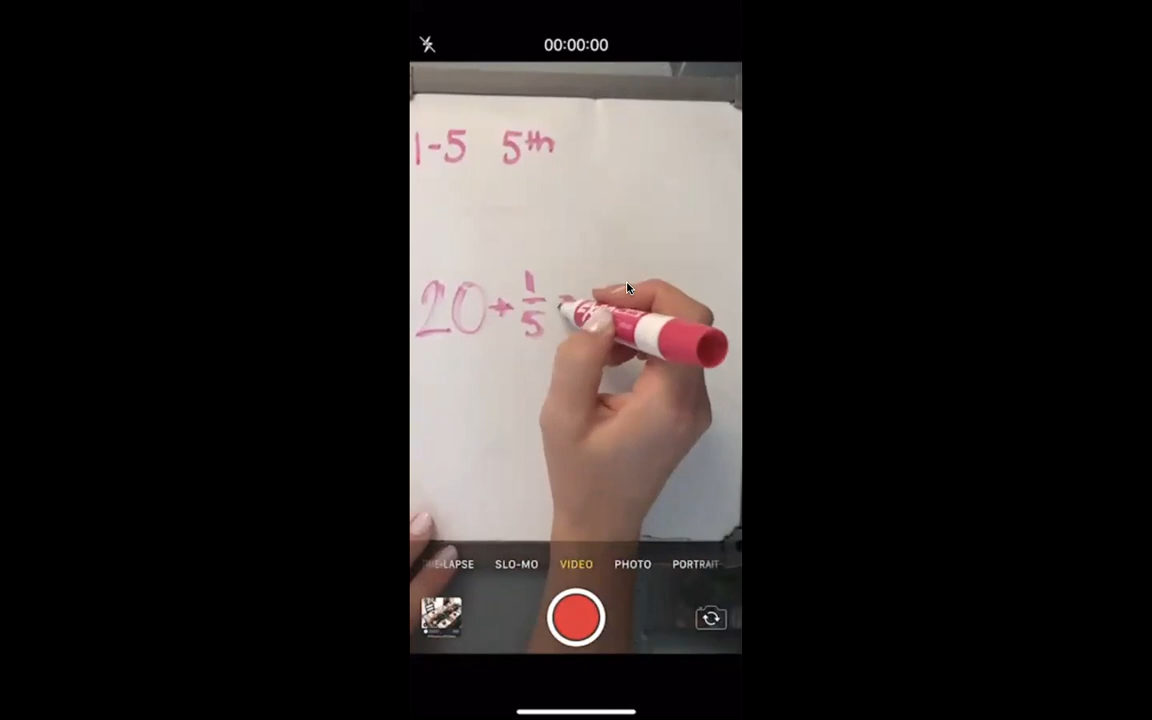 00:00:00
1-5 5th
20 ÷ 1/5 =
SLO-MO VIDEO PHOTO PORTRAIT